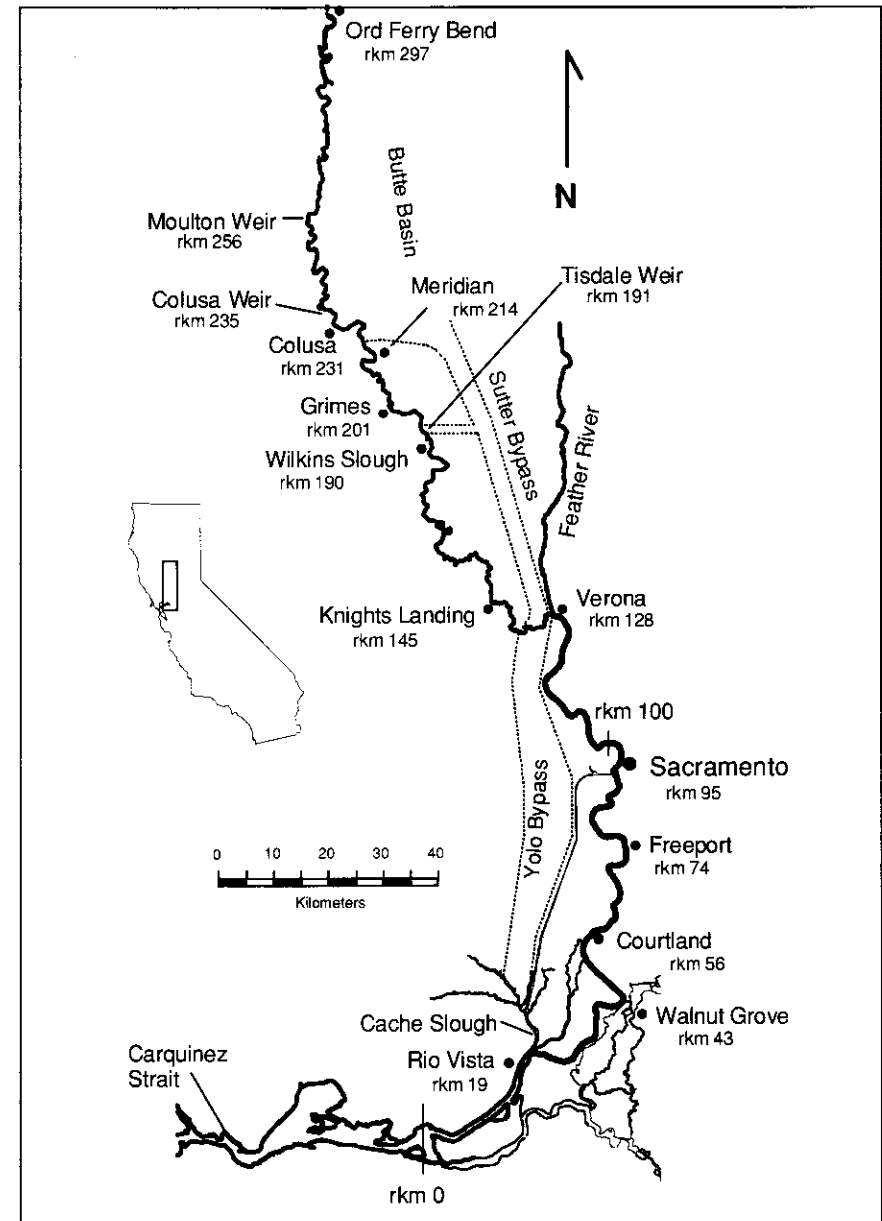 Ord Ferry Bend
rkm 297
Butte Basin
N
Moulton Weir
rkm 256
Tisdale Weir
rkm 191
Meridian
rkm 214
Colusa Weir
rkm 235
Colusa
rkm 231
Sutter Bypass
Feather River
Grimes
rkm 201
Wilkins Slough
rkm 190
Knights Landing
rkm 145
Verona
rkm 128
rkm 100
Sacramento
rkm 95
Yolo Bypass
0 10 20 30 40
Kilometers
Freeport
rkm 74
Courtland
rkm 56
Walnut Grove
rkm 43
Cache Slough
Rio Vista
rkm 19
Carquinez
Strait
rkm 0